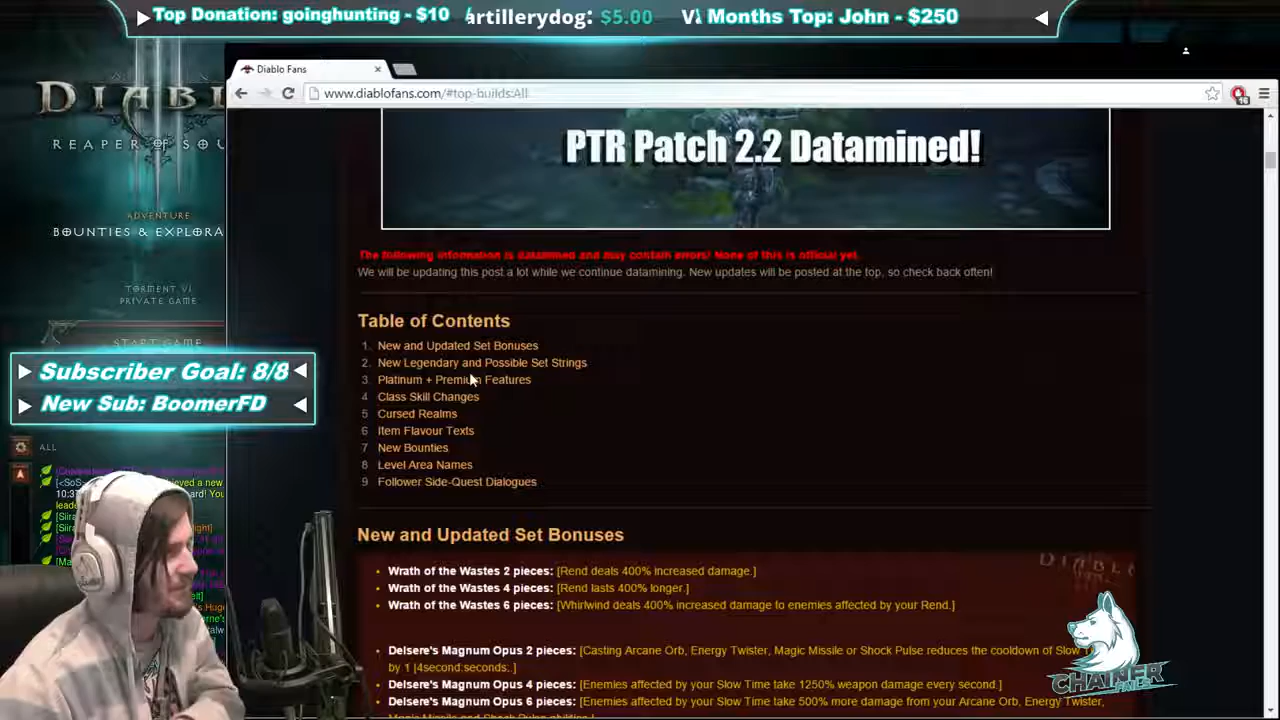 Top Donation: goinghunting - $10
artillerydog: $5.00
Months Top: John - $250
Diablo Fans
www.diablofans.com/#top-builds:All
PTR Patch 2.2 Datamined!
DIABL
REAPER OF SOU
ADVENTURE
BOUNTIES & EXPLORA
TORMENT VI
PRIVATE GAME
START GAME
The following information is datamined and may contain errors! None of this is official yet.
We will be updating this post a lot while we continue datamining. New updates will be posted at the top, so check back often!
Table of Contents
1. New and Updated Set Bonuses
2. New Legendary and Possible Set Strings
3. Platinum + Premium Features
4. Class Skill Changes
5. Cursed Realms
6. Item Flavour Texts
7. New Bounties
8. Level Area Names
9. Follower Side-Quest Dialogues
Subscriber Goal: 8/8
New Sub: BoomerFD
ALL
New and Updated Set Bonuses
Wrath of the Wastes 2 pieces: [Rend deals 400% increased damage.]
Wrath of the Wastes 4 pieces: [Rend lasts 400% longer.]
Wrath of the Wastes 6 pieces: [Whirlwind deals 400% increased damage to enemies affected by your Rend.]
Delsere's Magnum Opus 2 pieces: [Casting Arcane Orb, Energy Twister, Magic Missile or Shock Pulse reduces the cooldown of Slow
by 1 |4second:seconds;.]
Delsere's Magnum Opus 4 pieces: [Enemies affected by your Slow Time take 1250% weapon damage every second.]
Delsere's Magnum Opus 6 pieces: [Enemies affected by your Slow Time take 500% more damage from your Arcane Orb, Energy Twister,
CHAINER